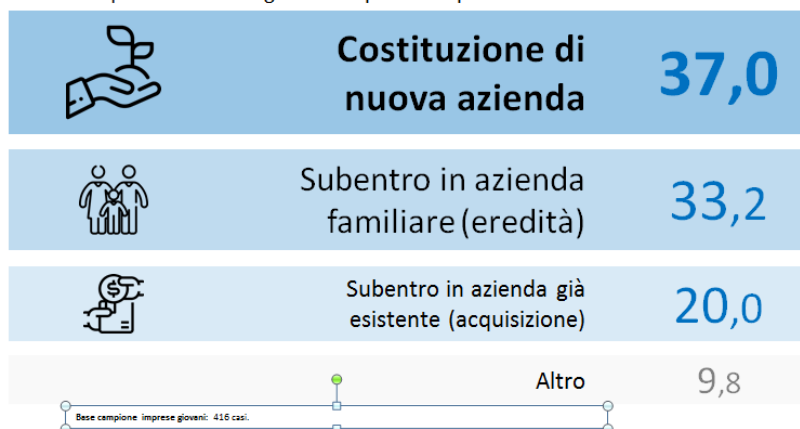 Costituzione di
nuova azienda
37,0
Subentro in azienda
familiare (eredità)
33,2
Subentro in azienda già
esistente (acquisizione)
20,0
Altro
9,8
Base campione imprese giovani: 416 casi.